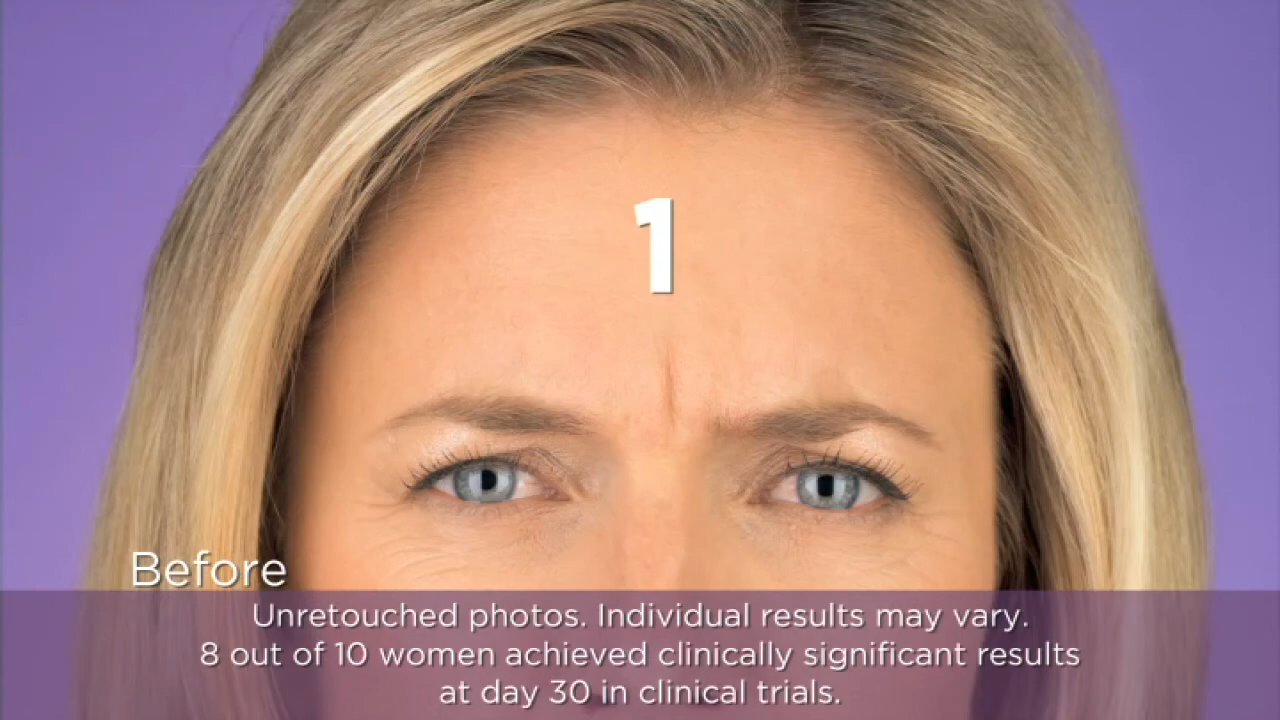 1
Before
Unretouched photos. Individual results may vary.
8 out of 10 women achieved clinically significant results
at day 30 in clinical trials.